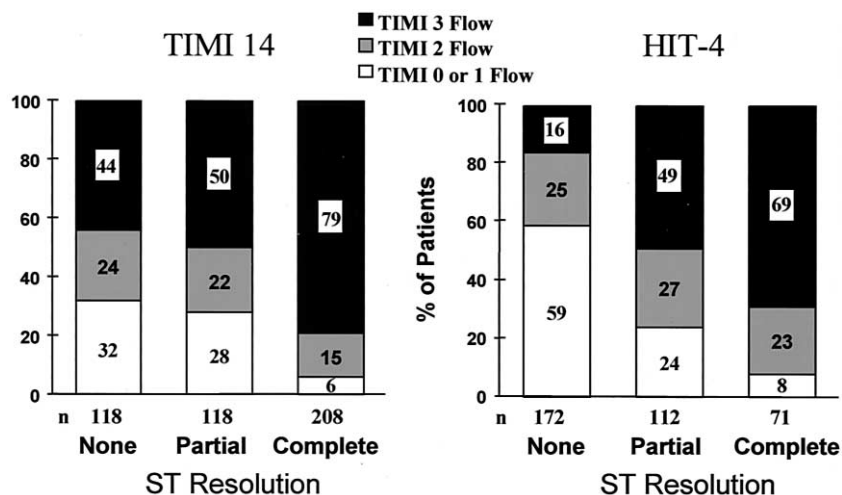 TIMI 14
TIMI 3 Flow
TIMI 2 Flow
TIMI 0 or 1 Flow
HIT-4
100
80
60
40
20
0
44
50
79
24
22
15
32
28
6
n 118 118 208
None Partial Complete
ST Resolution
% of Patients
100
80
60
40
20
0
16
49
69
25
27
23
59
24
8
n 172 112 71
None Partial Complete
ST Resolution